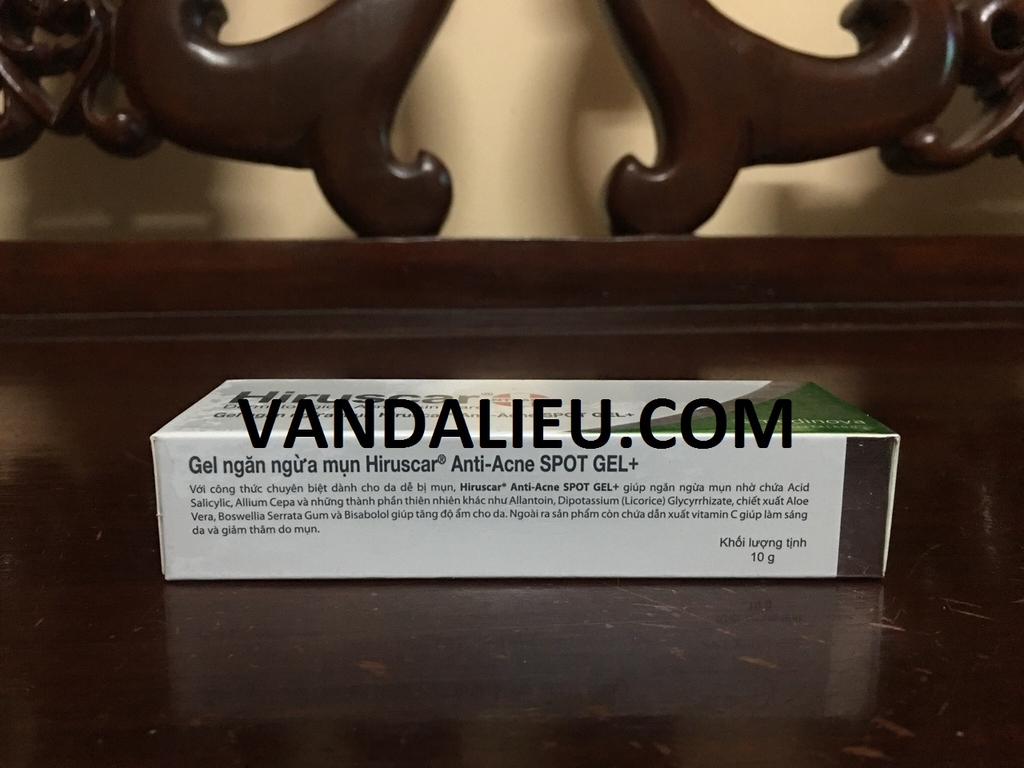 Hiruscar®
VANDALIEU.COM
dinova
Gel ngăn ngừa mụn Hiruscar® Anti-Acne SPOT GEL+
Với công thức chuyên biệt dành cho da dễ bị mụn, Hiruscar® Anti-Acne SPOT GEL+ giúp ngăn ngừa mụn nhờ chứa Acid
Salicylic, Allium Cepa và những thành phần thiên nhiên khác như Allantoin, Dipotassium (Licorice) Glycyrrhizate, chiết xuất Aloe
Vera, Boswellia Serrata Gum và Bisabolol giúp tăng độ ẩm cho da. Ngoài ra sản phẩm còn chứa dẫn xuất vitamin C giúp làm sáng
da và giảm thâm do mụn.
Khối lượng tịnh
10 g